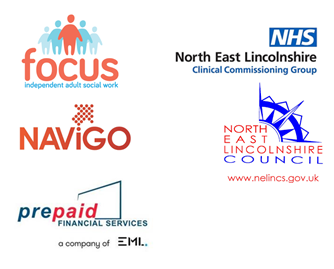 focus
independent adult social work
NHS
North East Lincolnshire
Clinical Commissioning Group
NAViGO
NORTH
EAST
LINCOLNSHIRE
COUNCIL
www.nelincs.gov.uk
prepaid
FINANCIAL SERVICES
a company of EML.